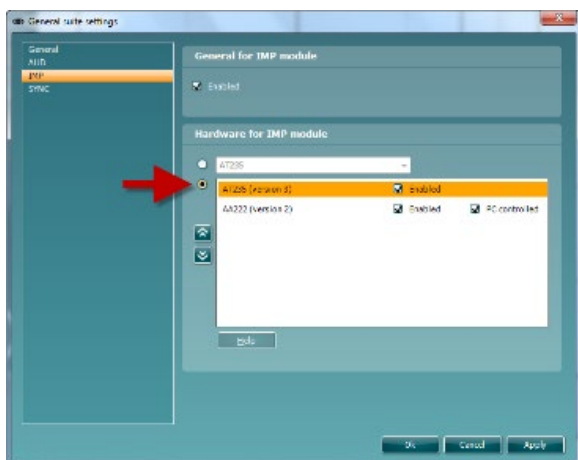 General suite settings
General
AUD
IMP
SYNC
General for IMP module
Enabled
Hardware for IMP module
AT235
AT235 (version 3) Enabled
AA222 (version 2) Enabled PC controlled
Help
Ok Cancel Apply